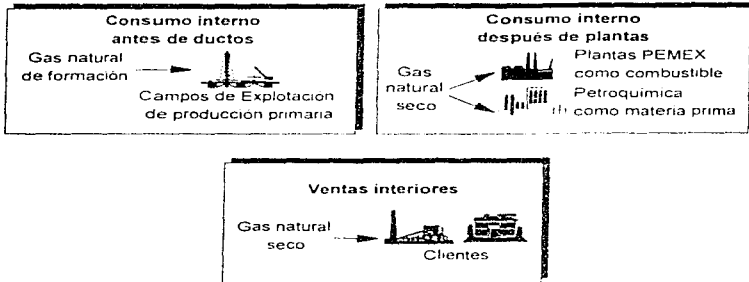 Consumo interno
antes de ductos
Gas natural
de formación
Campos de Explotación
de producción primaria
Consumo interno
después de plantas
Gas
natural
seco
Plantas PEMEX
como combustible
Petroquímica
como materia prima
Ventas interiores
Gas natural
seco
Clientes